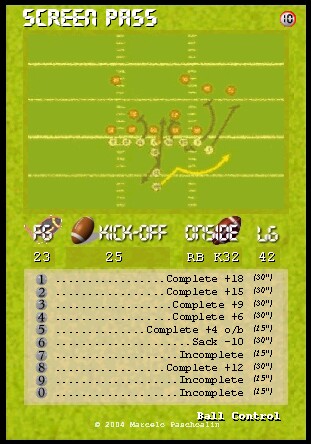 SCREEN PASS
10
FG KICK-OFF ONSIDE LG
23 25 RB K32 42
1 ..................Complete +18 (30")
2 ..................Complete +15 (30")
3 ...................Complete +9 (30")
4 ...................Complete +6 (30")
5 ...............Complete +4 o/b (15")
6 ......................Sack -10 (30")
7 .....................Incomplete (15")
8 ..................Complete +12 (30")
9 .....................Incomplete (15")
0 .....................Incomplete (15")
Ball Control
© 2004 Marcelo Paschoalin